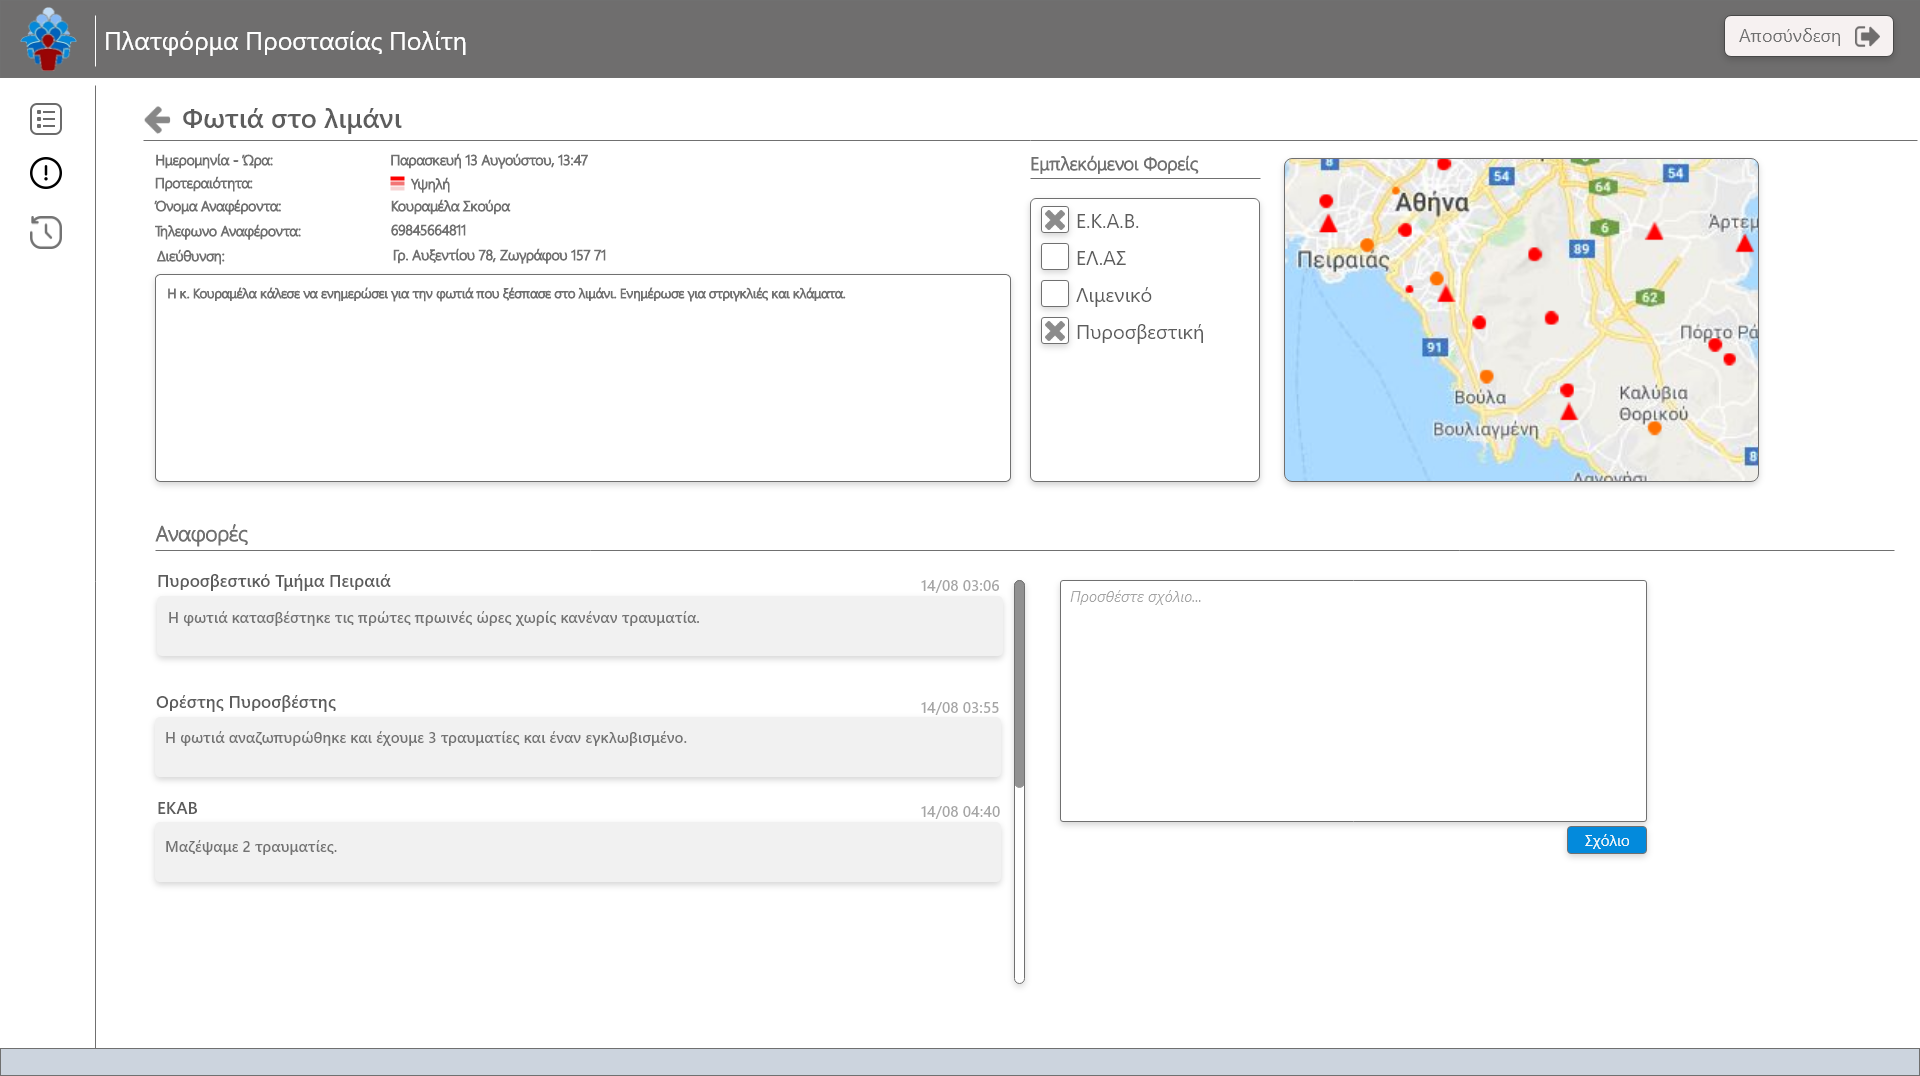 Πλατφόρμα Προστασίας Πολίτη
Αποσύνδεση
Φωτιά στο λιμάνι
Ημερομηνία - Ώρα: Παρασκευή 13 Αυγούστου, 13:47
Προτεραιότητα: Υψηλή
Όνομα Αναφέροντα: Κουραμέλα Σκούρα
Τηλεφωνο Αναφέροντα: 69845664811
Διεύθυνση: Γρ. Αυξεντίου 78, Ζωγράφου 157 71
Η κ. Κουραμέλα κάλεσε να ενημερώσει για την φωτιά που ξέσπασε στο λιμάνι. Ενημέρωσε για στριγκλιές και κλάματα.
Εμπλεκόμενοι Φορείς
Ε.Κ.Α.Β.
ΕΛ.ΑΣ
Λιμενικό
Πυροσβεστική
8
54
54
64
Αθήνα
6
Άρτεμ
89
Πειραιάς
62
Πόρτο Ρά
91
Βούλα
Καλύβια
Θορικού
Βουλιαγμένη
8
Λαγονήσι
Αναφορές
Πυροσβεστικό Τμήμα Πειραιά
14/08 03:06
Η φωτιά κατασβέστηκε τις πρώτες πρωινές ώρες χωρίς κανέναν τραυματία.
Ορέστης Πυροσβέστης
14/08 03:55
Η φωτιά αναζωπυρώθηκε και έχουμε 3 τραυματίες και έναν εγκλωβισμένο.
ΕΚΑΒ
14/08 04:40
Μαζέψαμε 2 τραυματίες.
Προσθέστε σχόλιο...
Σχόλιο